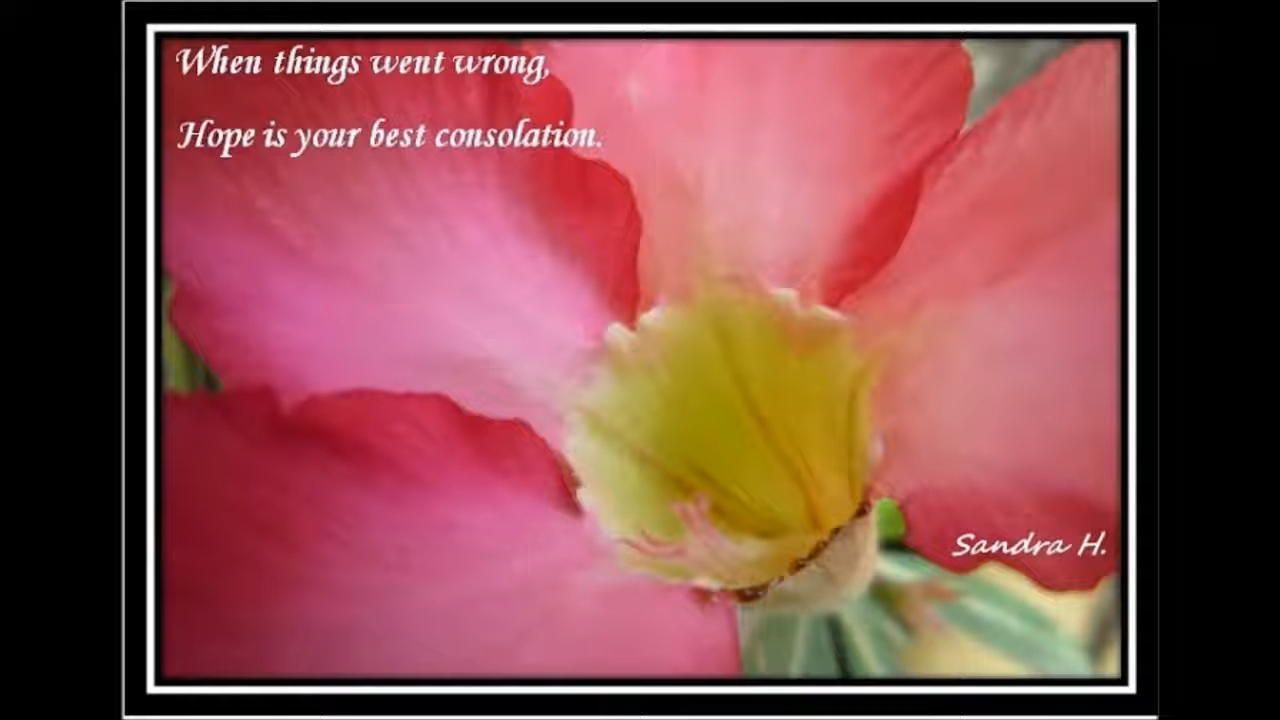 When things went wrong,
Hope is your best consolation.
Sandra H.